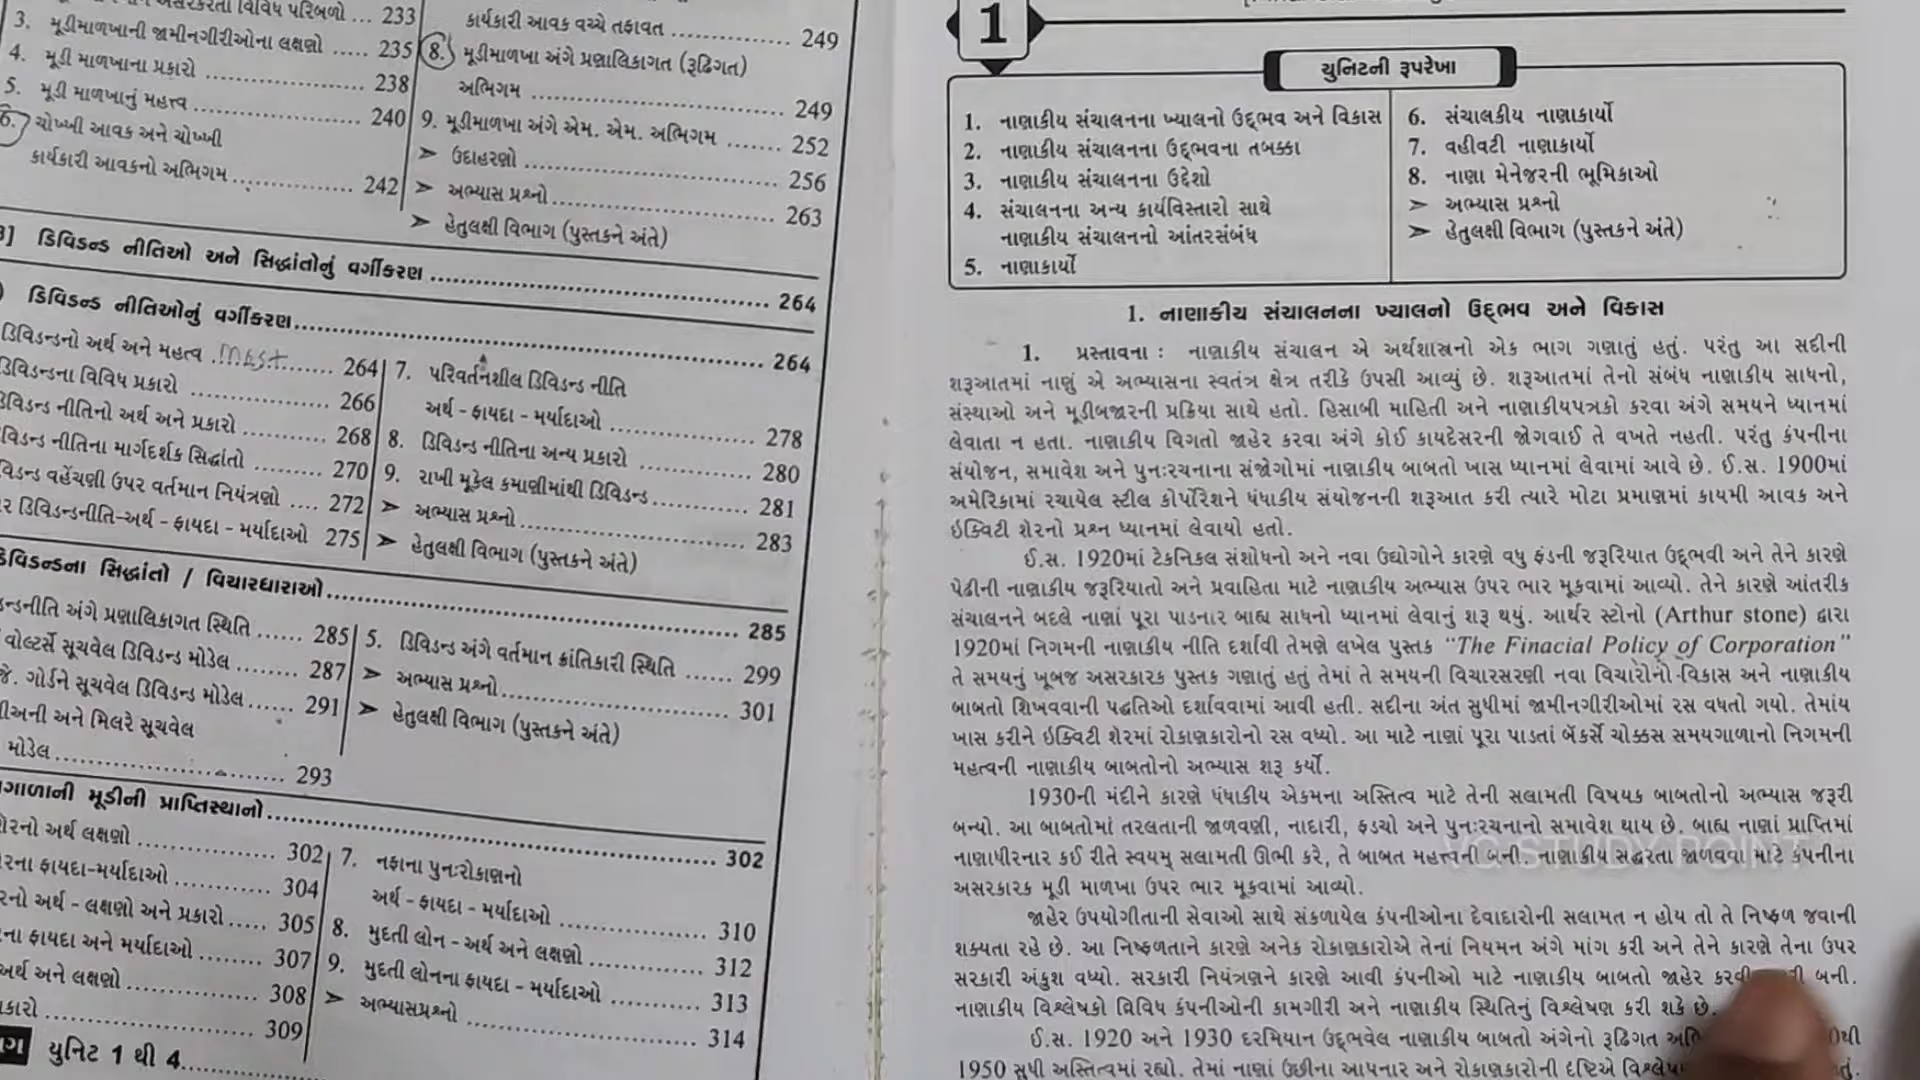 વિવિધ પરિબળો ... 233
3. મૂડીમાળખાની જામીનગીરીઓના લક્ષણો ..... 235
4. મૂડી માળખાના પ્રકારો ........................ 238
5. મૂડી માળખાનું મહત્ત્વ ........................ 240
6. ચોખ્ખી આવક અને ચોખ્ખી
કાર્યકારી આવકનો અભિગમ ................ 242
કાર્યકારી આવક વચ્ચે તફાવત ................ 249
8. મૂડીમાળખા અંગે પ્રણાલિકાગત (રૂઢિગત)
અભિગમ .................................... 249
9. મૂડીમાળખા અંગે એમ. એમ. અભિગમ ....... 252
➢ ઉદાહરણો .................................. 256
➢ અભ્યાસ પ્રશ્નો ............................. 263
➢ હેતુલક્ષી વિભાગ (પુસ્તકને અંતે)
3] ડિવિડન્ડ નીતિઓ અને સિદ્ધાંતોનું વર્ગીકરણ ........................ 264
) ડિવિડન્ડ નીતિઓનું વર્ગીકરણ........................ 264
ડિવિડન્ડનો અર્થ અને મહત્વ ............ 264
ડિવિડન્ડના વિવિધ પ્રકારો ................ 266
નીતિનો અર્થ અને પ્રકારો ........... 268
નીતિના માર્ગદર્શક સિદ્ધાંતો ......... 270
વહેંચણી ઉપર વર્તમાન નિયંત્રણો .... 272
ડિવિડન્ડનીતિ-અર્થ - ફાયદા - મર્યાદાઓ 275
7. પરિવર્તનશીલ ડિવિડન્ડ નીતિ
અર્થ - ફાયદા - મર્યાદાઓ .................. 278
8. ડિવિડન્ડ નીતિના અન્ય પ્રકારો ............ 280
9. રાખી મૂકેલ કમાણીમાંથી ડિવિડન્ડ ......... 281
➢ અભ્યાસ પ્રશ્નો ............................. 283
➢ હેતુલક્ષી વિભાગ (પુસ્તકને અંતે)
ડિવિડન્ડના સિદ્ધાંતો / વિચારધારાઓ ........................ 285
અંગે પ્રણાલિકાગત સ્થિતિ ...... 285
વોલ્ટર્સે સૂચવેલ ડિવિડન્ડ મોડેલ ......... 287
જે. ગોર્ડને સૂચવેલ ડિવિડન્ડ મોડેલ ...... 291
અને મિલરે સૂચવેલ
મોડેલ .................................... 293
5. ડિવિડન્ડ અંગે વર્તમાન ક્રાંતિકારી સ્થિતિ ...... 299
➢ અભ્યાસ પ્રશ્નો ............................. 301
➢ હેતુલક્ષી વિભાગ (પુસ્તકને અંતે)
મૂડીની પ્રાપ્તિસ્થાનો ........................ 302
અર્થ લક્ષણો ........................ 302
ફાયદા-મર્યાદાઓ ................ 304
અર્થ - લક્ષણો અને પ્રકારો ..... 305
ફાયદા અને મર્યાદાઓ ........... 307
અર્થ અને લક્ષણો .................... 308
.................................... 309
7. નફાના પુનઃરોકાણનો
અર્થ - ફાયદા - મર્યાદાઓ .................. 310
8. મુદતી લોન - અર્થ અને લક્ષણો ............ 312
9. મુદતી લોનના ફાયદા - મર્યાદાઓ ......... 313
➢ અભ્યાસપ્રશ્નો .............................. 314
યુનિટ 1 થી 4........................
1
યુનિટની રૂપરેખા
1. નાણાકીય સંચાલનના ખ્યાલનો ઉદ્ભવ અને વિકાસ
2. નાણાકીય સંચાલનના ઉદ્ભવના તબક્કા
3. નાણાકીય સંચાલનના ઉદ્દેશો
4. સંચાલનના અન્ય કાર્યવિસ્તારો સાથે
નાણાકીય સંચાલનનો આંતરસંબંધ
5. નાણાકાર્યો
6. સંચાલકીય નાણાકાર્યો
7. વહીવટી નાણાકાર્યો
8. નાણા મેનેજરની ભૂમિકાઓ
➢ અભ્યાસ પ્રશ્નો
➢ હેતુલક્ષી વિભાગ (પુસ્તકને અંતે)
1. નાણાકીય સંચાલનના ખ્યાલનો ઉદ્ભવ અને વિકાસ
1. પ્રસ્તાવના : નાણાકીય સંચાલન એ અર્થશાસ્ત્રનો એક ભાગ ગણાતું હતું. પરંતુ આ સદીની
શરૂઆતમાં નાણું એ અભ્યાસના સ્વતંત્ર ક્ષેત્ર તરીકે ઉપસી આવ્યું છે. શરૂઆતમાં તેનો સંબંધ નાણાકીય સાધનો,
સંસ્થાઓ અને મૂડીબજારની પ્રક્રિયા સાથે હતો. હિસાબી માહિતી અને નાણાકીયપત્રકો કરવા અંગે સમયને ધ્યાનમાં
લેવાતા ન હતા. નાણાકીય વિગતો જાહેર કરવા અંગે કોઈ કાયદેસરની જોગવાઈ તે વખતે નહતી. પરંતુ કંપનીના
સંયોજન, સમાવેશ અને પુનઃરચનાના સંજોગોમાં નાણાકીય બાબતો ખાસ ધ્યાનમાં લેવામાં આવે છે. ઈ.સ. 1900માં
અમેરિકામાં રચાયેલ સ્ટીલ કોર્પોરેશને ધંધાકીય સંયોજનની શરૂઆત કરી ત્યારે મોટા પ્રમાણમાં કાયમી આવક અને
ઇક્વિટી શેરનો પ્રશ્ન ધ્યાનમાં લેવાયો હતો.
ઈ.સ. 1920માં ટેકનિકલ સંશોધનો અને નવા ઉદ્યોગોને કારણે વધુ ફંડની જરૂરિયાત ઉદ્ભવી અને તેને કારણે
પેઢીની નાણાકીય જરૂરિયાતો અને પ્રવાહિતા માટે નાણાકીય અભ્યાસ ઉપર ભાર મૂકવામાં આવ્યો. તેને કારણે આંતરીક
સંચાલનને બદલે નાણાં પૂરા પાડનાર બાહ્ય સાધનો ધ્યાનમાં લેવાનું શરૂ થયું. આર્થર સ્ટોનો (Arthur stone) દ્વારા
1920માં નિગમની નાણાકીય નીતિ દર્શાવી તેમણે લખેલ પુસ્તક “The Finacial Policy of Corporation”
તે સમયનું ખૂબજ અસરકારક પુસ્તક ગણાતું હતું તેમાં તે સમયની વિચારસરણી નવા વિચારોનો વિકાસ અને નાણાકીય
બાબતો શિખવવાની પદ્ધતિઓ દર્શાવવામાં આવી હતી. સદીના અંત સુધીમાં જામીનગીરીઓમાં રસ વધતો ગયો. તેમાંય
ખાસ કરીને ઇક્વિટી શેરમાં રોકાણકારોનો રસ વધ્યો. આ માટે નાણાં પૂરા પાડતાં બૅંકર્સે ચોક્કસ સમયગાળાનો નિગમની
મહત્વની નાણાકીય બાબતોનો અભ્યાસ શરૂ કર્યો.
1930ની મંદીને કારણે ધંધાકીય એકમના અસ્તિત્વ માટે તેની સલામતી વિષયક બાબતોનો અભ્યાસ જરૂરી
બન્યો. આ બાબતોમાં તરલતાની જાળવણી, નાદારી, ફડચો અને પુનઃરચનાનો સમાવેશ થાય છે. બાહ્ય નાણાં પ્રાપ્તિમાં
નાણાધીરનાર કઈ રીતે સ્વયમ્ સલામતી ઊભી કરે, તે બાબત મહત્ત્વની બની. નાણાકીય સદ્ધરતા જાળવવા માટે કંપનીના
અસરકારક મૂડી માળખા ઉપર ભાર મૂકવામાં આવ્યો.
જાહેર ઉપયોગીતાની સેવાઓ સાથે સંકળાયેલ કંપનીઓના દેવાદારોની સલામત ન હોય તો તે નિષ્ફળ જવાની
શક્યતા રહે છે. આ નિષ્ફળતાને કારણે અનેક રોકાણકારોએ તેનાં નિયમન અંગે માંગ કરી અને તેને કારણે તેના ઉપર
સરકારી અંકુશ વધ્યો. સરકારી નિયંત્રણને કારણે આવી કંપનીઓ માટે નાણાકીય બાબતો જાહેર બની.
નાણાકીય વિશ્લેષકો વિવિધ કંપનીઓની કામગીરી અને નાણાકીય સ્થિતિનું વિશ્લેષણ કરી શકે છે.
ઈ.સ. 1920 અને 1930 દરમિયાન ઉદ્ભવેલ નાણાકીય બાબતો અંગેનો રૂઢિગત
1950 સુધી અસ્તિત્વમાં રહ્યો. તેમાં નાણાં ઉછીના આપનાર અને રોકાણકારોની દૃષ્ટિએ
VG STUDY POINT